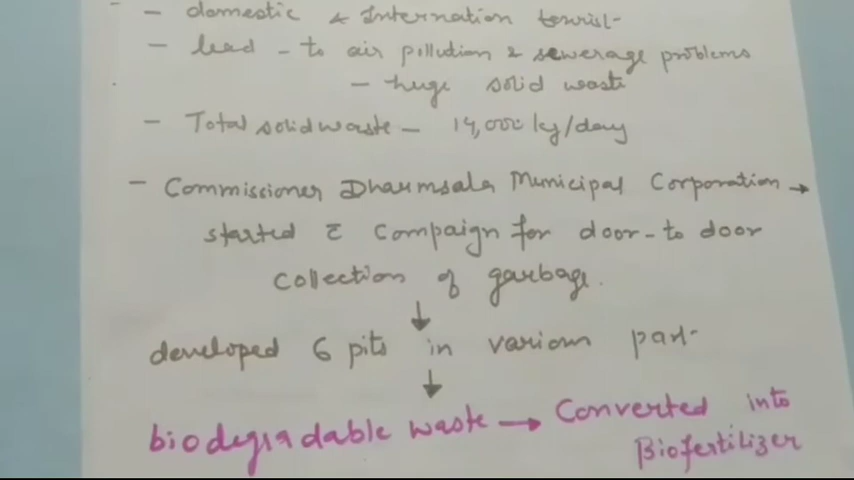 - domestic & Internation tourist
- lead - to air pollution & sewerage problems
- huge solid waste
- Total solid waste - 14,000 kg/day
- Commissioner Dharmsala Municipal Corporation →
started c̄ campaign for door-to door
collection of garbage.
↓
developed 6 pits in various part
↓
biodegradable waste → Converted into
Biofertilizer